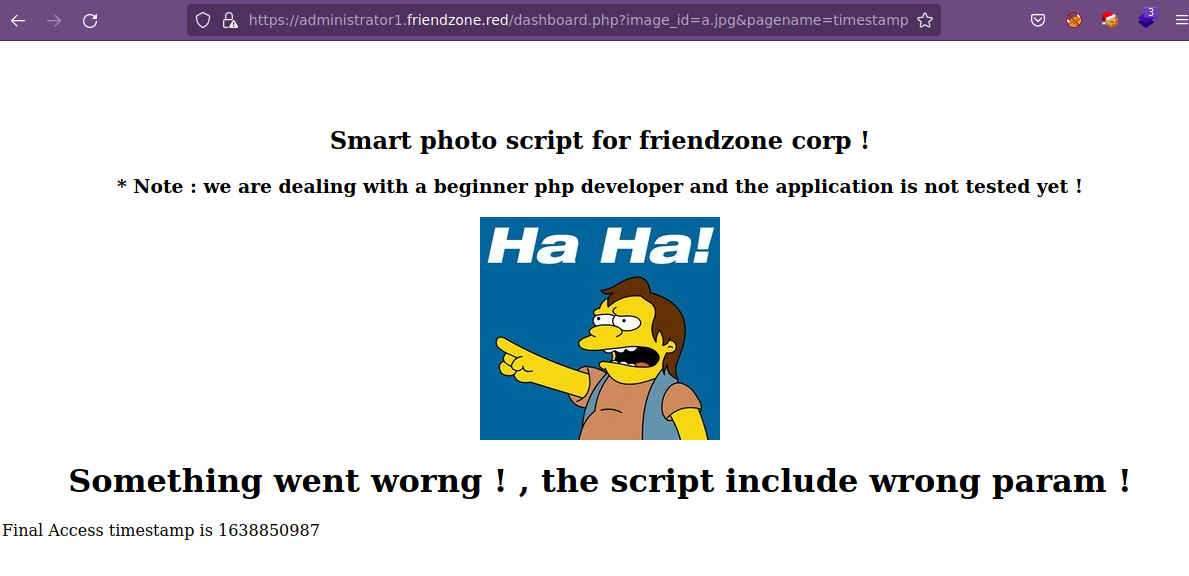 https://administrator1.friendzone.red/dashboard.php?image_id=a.jpg&pagename=timestamp
3
Smart photo script for friendzone corp !
* Note : we are dealing with a beginner php developer and the application is not tested yet !
Ha Ha!
Something went worng ! , the script include wrong param !
Final Access timestamp is 1638850987